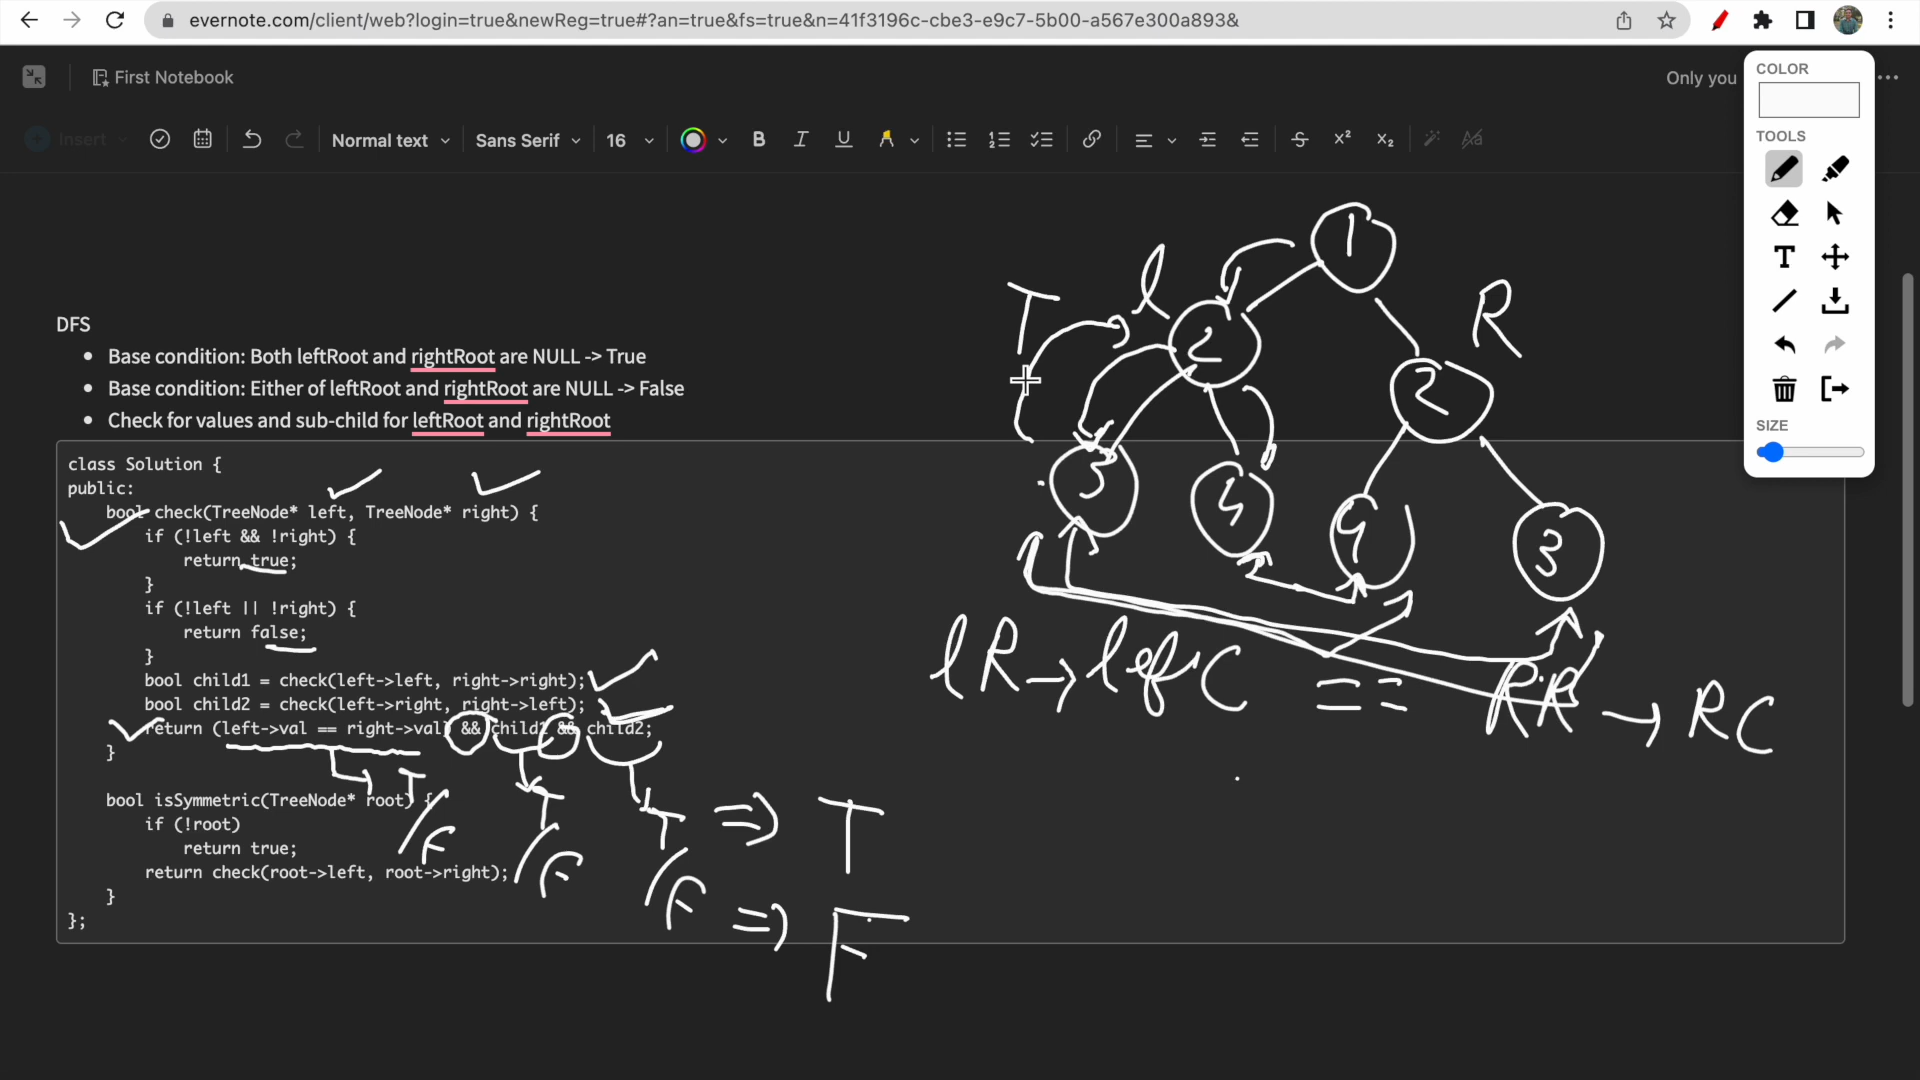 evernote.com/client/web?login=true&newReg=true#?an=true&fs=true&n=41f3196c-cbe3-e9c7-5b00-a567e300a893&
First Notebook
Only you
Insert
Normal text
Sans Serif
16
COLOR
TOOLS
SIZE
DFS
Base condition: Both leftRoot and rightRoot are NULL -> True
Base condition: Either of leftRoot and rightRoot are NULL -> False
Check for values and sub-child for leftRoot and rightRoot
class Solution {
public:
bool check(TreeNode* left, TreeNode* right) {
if (!left && !right) {
return true;
}
if (!left || !right) {
return false;
}
bool child1 = check(left->left, right->right);
bool child2 = check(left->right, right->left);
return (left->val == right->val) && child1 && child2;
}
bool isSymmetric(TreeNode* root) {
if (!root)
return true;
return check(root->left, root->right);
}
};
1
l
R
T
2
2
3
4
4
3
lR → left C == RR → RC
T/F
T/F
T/F
=> T
=> F